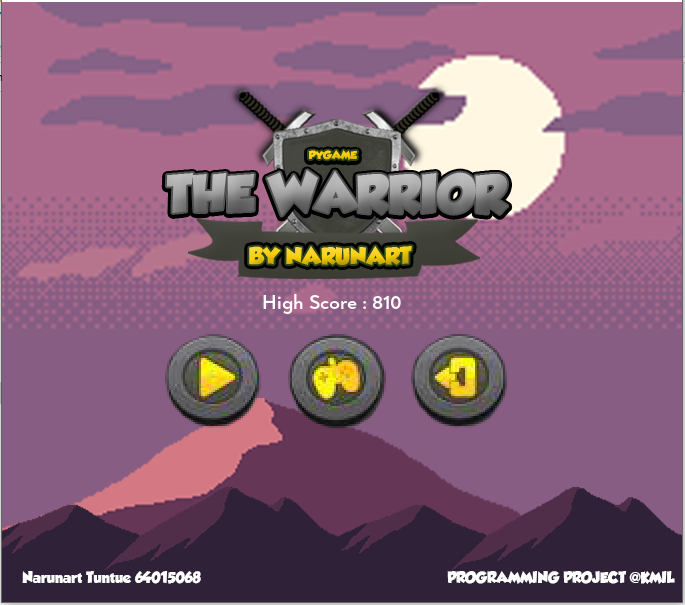 PYGAME
THE WARRIOR
BY NARUNART
High Score : 810
Narunart Tuntue 64015068
PROGRAMMING PROJECT @KMIL